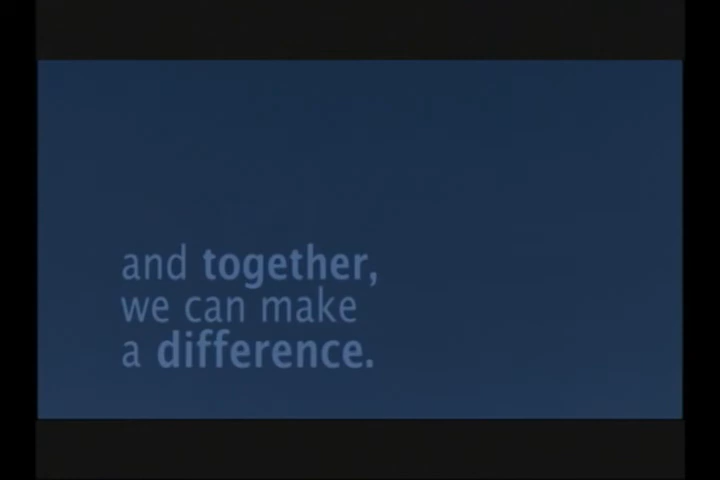 and together,
we can make
a difference.